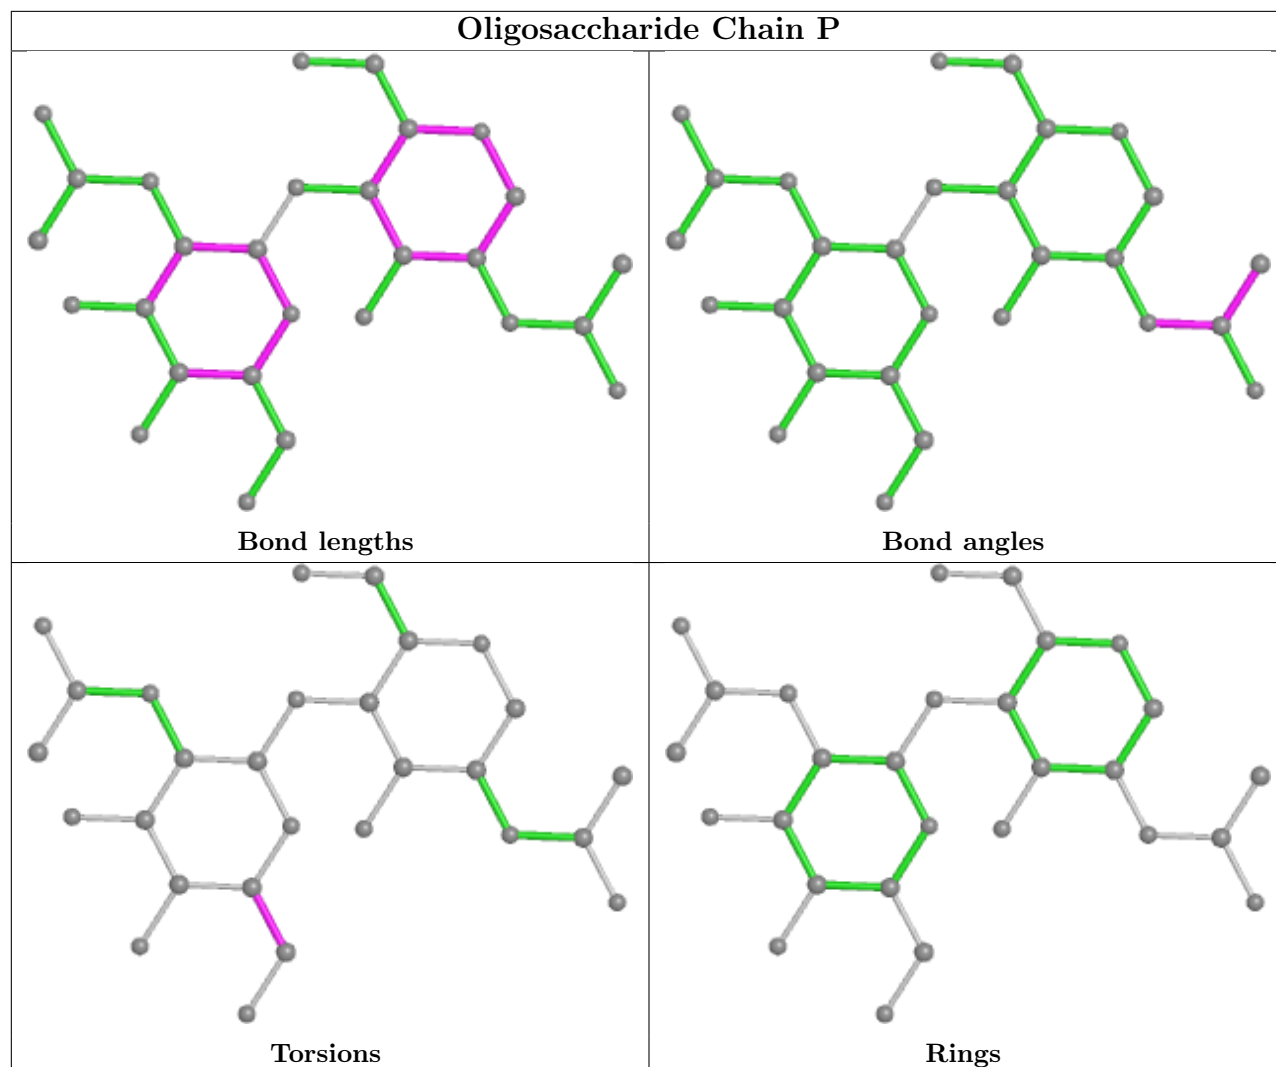 Oligosaccharide Chain P
Bond lengths
Bond angles
Torsions
Rings